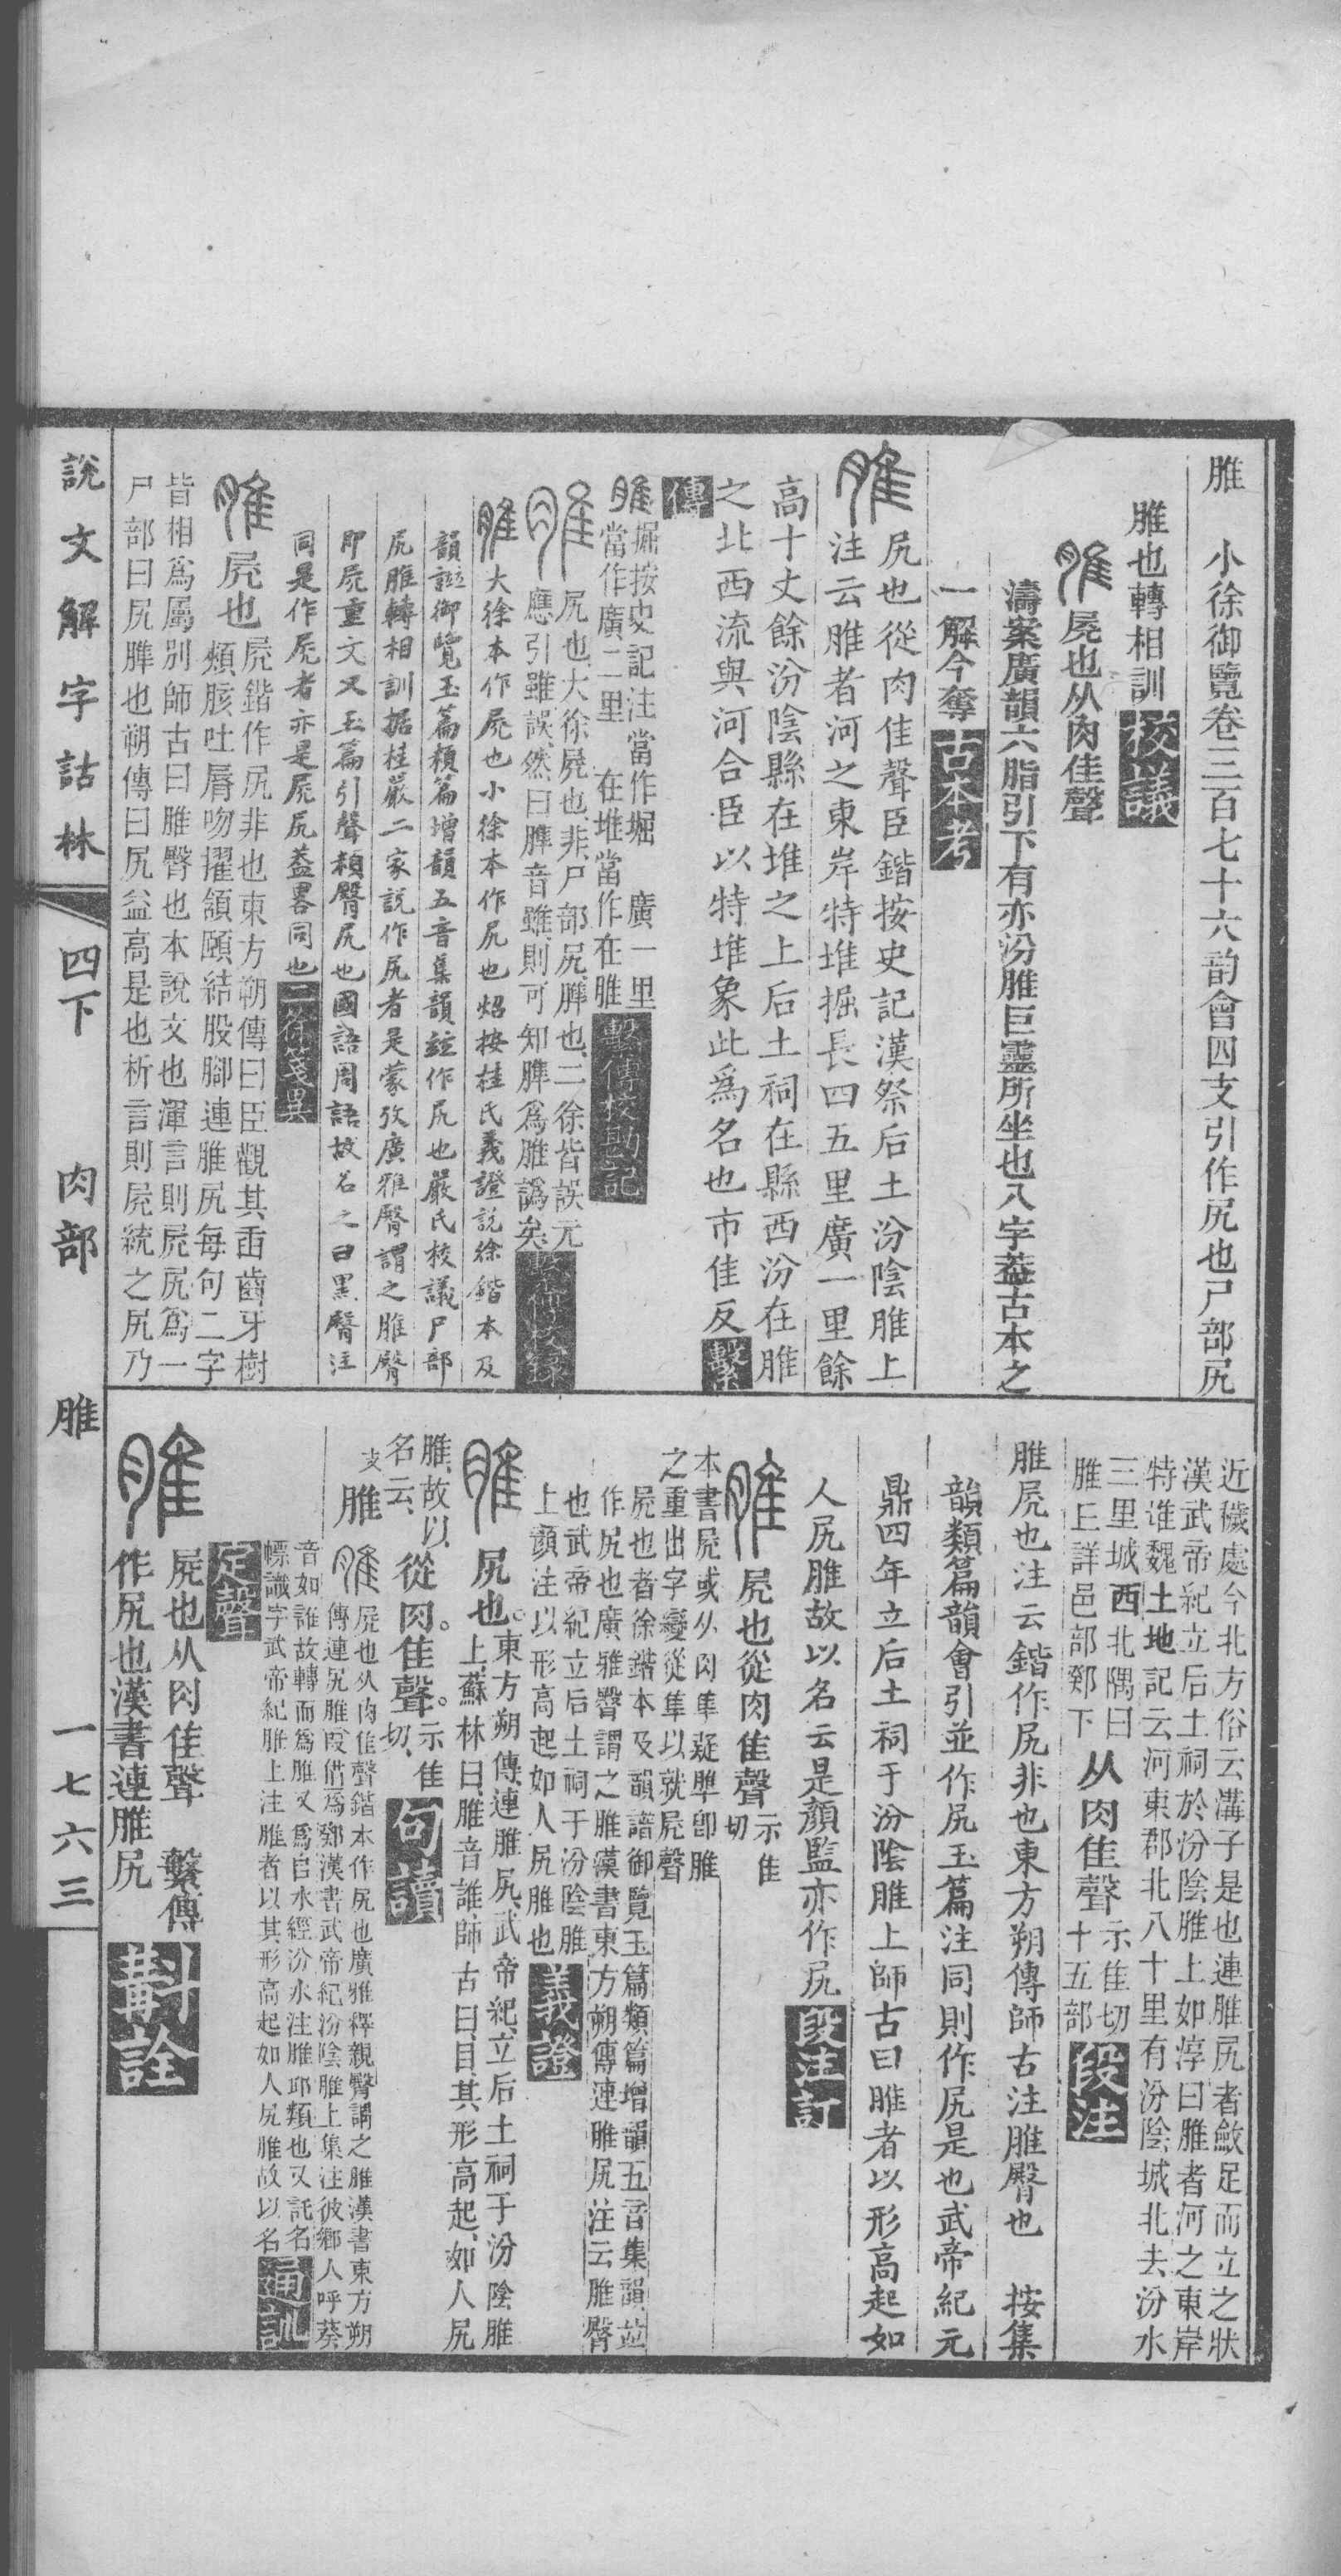 脽　小徐御覽卷三百七十六韵會四支引作尻也尸部尻
脽也轉相訓校議
脽屍也从肉隹聲
濤案廣韻六脂引下有亦汾脽巨靈所坐也八字葢古本之
一解今奪古本考
脽尻也從肉隹聲臣鍇按史記漢祭后土汾陰脽上
注云脽者河之東岸特堆掘長四五里廣一里餘
高十丈餘汾陰縣在堆之上后土祠在縣西汾在脽
之北西流與河合臣以特堆象此爲名也市隹反繫
傳
脽掘按史記注當作堀　廣一里
當作廣二里　在堆當作在脽繫傳校勘記
脽尻也大徐屍也非尸部尻脾也二徐皆誤元
應引雖誤然曰脾音雖則可知脾爲脽譌矣
脽大徐本作屍也小徐本作尻也炤按桂氏義證說徐鍇本及
韻譜御覽玉篇類篇增韻五音集韻竝作尻也嚴氏校議尸部
尻脽轉相訓据桂嚴二家說作尻者是蒙攷廣雅臀謂之脽臀
即屍重文又玉篇引聲類臀尻也國語周語故名之曰黑臀注
同是作屍者亦是屍尻葢畧同也二徐箋異
脽屍也屍鍇作尻非也東方朔傳曰臣觀其臿齒牙樹
頰胲吐脣吻擢頷頤結股腳連脽尻每句二字
皆相爲屬別師古曰脽臀也本說文也渾言則屍尻爲一
尸部曰尻脾也朔傳曰尻益高是也析言則屍統之尻乃
說文解字詁林　四下　肉部　脽　一七六三
近穢處今北方俗云溝子是也連脽尻者斂足而立之狀
漢武帝紀立后土祠於汾陰脽上如淳曰脽者河之東岸
特堆魏土地記云河東郡北八十里有汾陰城北去汾水
三里城西北隅曰
脽上詳邑部鄈下从肉隹聲示隹切
十五部段注
脽屍也注云鍇作尻非也東方朔傳師古注脽臀也　按集
韻類篇韻會引並作尻玉篇注同則作尻是也武帝紀元
鼎四年立后土祠于汾陰脽上師古曰脽者以形高起如
人尻脽故以名云是顏監亦作尻段注訂
脽屍也從肉隹聲示隹
切
本書屍或从肉隼疑脾卽脽
之重出字變從隼以就屍聲
屍也者徐鍇本及韻譜御覽玉篇類篇增韻五音集韻竝
作尻也廣雅臀謂之脽漢書東方朔傳連脽尻注云脽臀
也武帝紀立后土祠于汾陰脽
上顏注以形高起如人尻脽也義證
脽尻也。東方朔傳連脽尻武帝紀立后土祠于汾陰脽
上蘇林曰脽音誰師古曰目其形高起如人尻
脽故以
名云從肉隹聲。示隹
切句讀
支　脽　脽屍也从肉隹聲鍇本作尻也廣雅釋親臀謂之脽漢書東方朔
傳連尻脽叚借爲鄈漢書武帝紀汾陰脽上集注彼鄉人呼葵
音如誰故轉而爲脽又爲𠂤水經汾水注脽邱類也又託名
幖識字武帝紀脽上注脽者以其形高起如人尻脽故以名通訓
定聲
脽屍也从肉隹聲　繫傳
作尻也漢書連脽尻斠詮